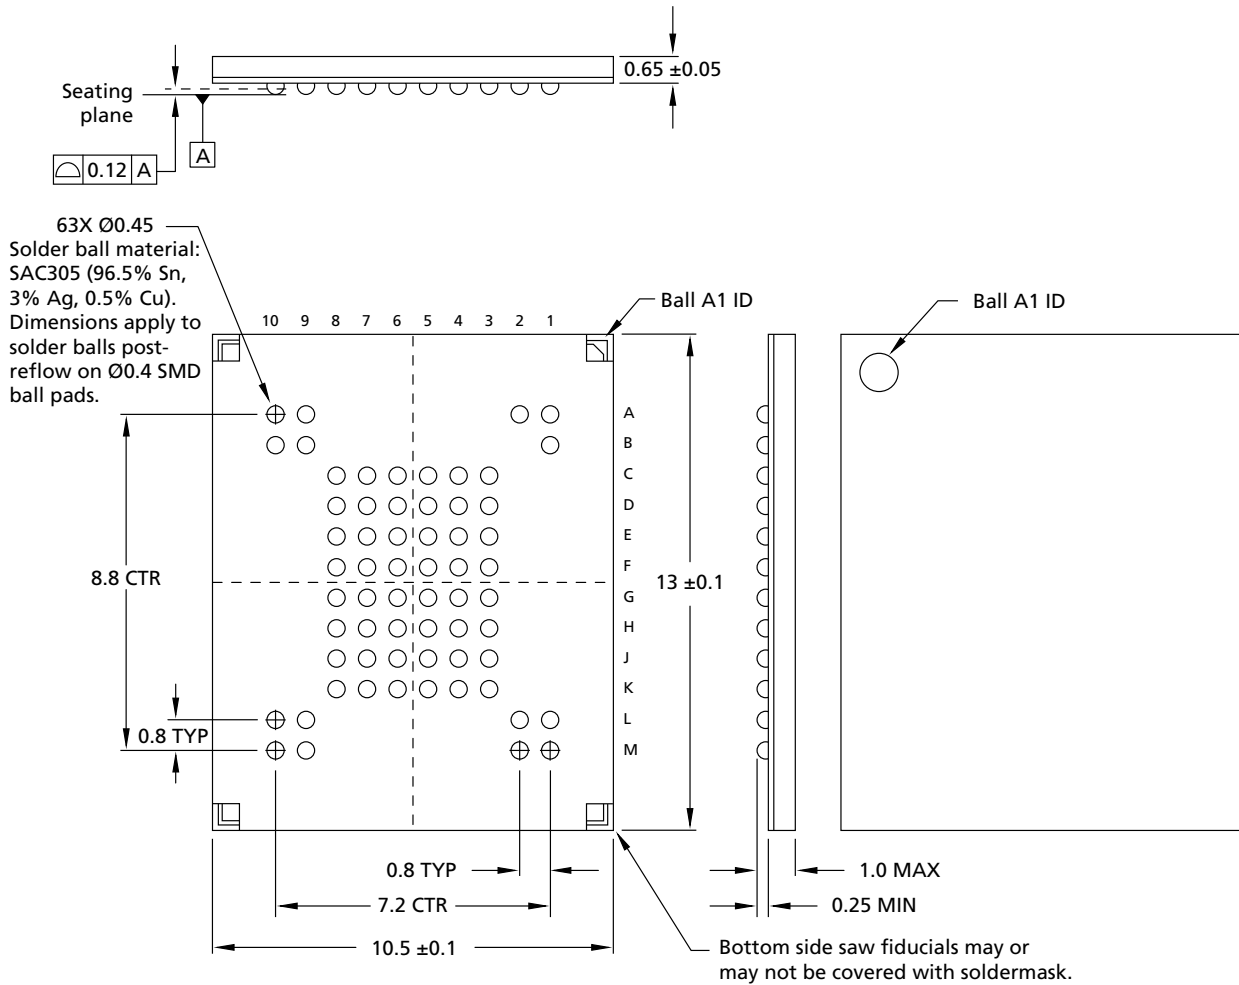 0.65 ±0.05
Seating
plane
0.12 A
A
63X Ø0.45
Solder ball material:
SAC305 (96.5% Sn,
3% Ag, 0.5% Cu).
Dimensions apply to
solder balls post-
reflow on Ø0.4 SMD
ball pads.
Ball A1 ID
Ball A1 ID
10 9 8 7 6 5 4 3 2 1
A
B
C
D
E
F
G
H
J
K
L
M
8.8 CTR
13 ±0.1
0.8 TYP
0.8 TYP
1.0 MAX
7.2 CTR
0.25 MIN
10.5 ±0.1
Bottom side saw fiducials may or
may not be covered with soldermask.